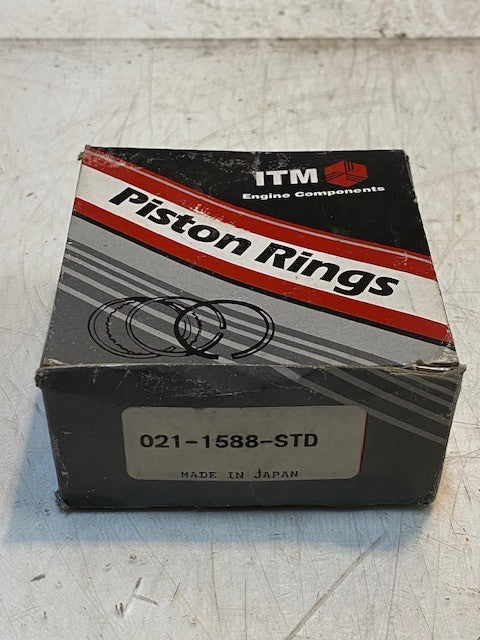 ITM
Engine Components
Piston Rings
021-1588-STD
MADE IN JAPAN